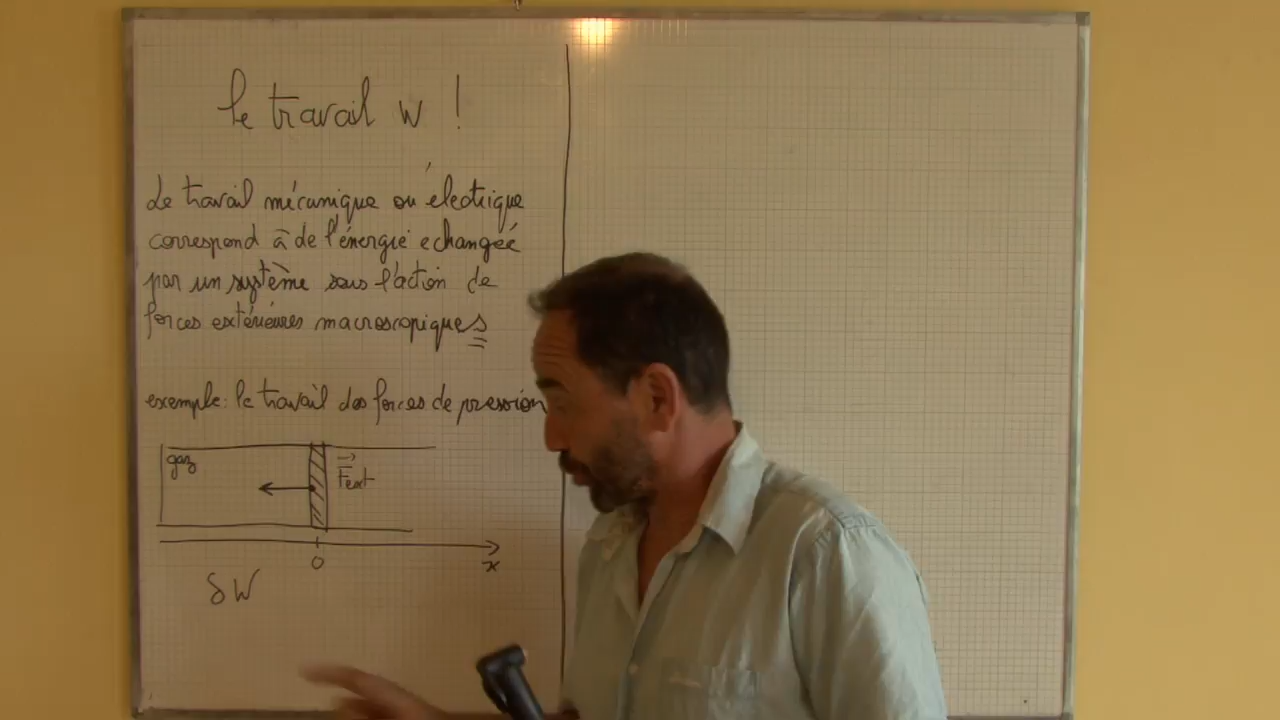 Le travail W !
Le travail mécanique ou électrique
correspond à de l'énergie echangée
par un système sous l'action de
forces extérieures macroscopiques
exemple: le travail des forces de pression
gaz
Fext
0
x
δW